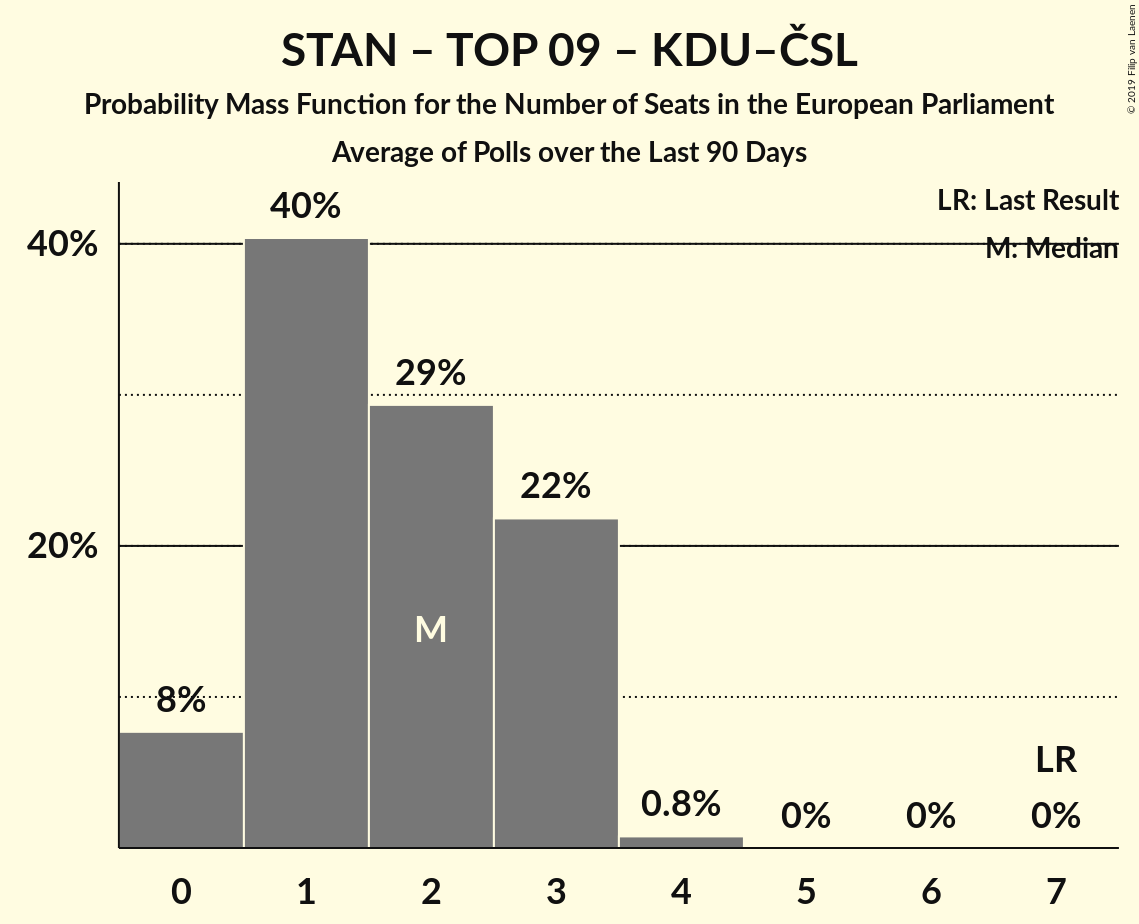 STAN – TOP 09 – KDU–ČSL
Probability Mass Function for the Number of Seats in the European Parliament
Average of Polls over the Last 90 Days
© 2019 Filip van Laenen
LR: Last Result
M: Median
40%
20%
40%
29%
22%
8%
0.8%
0%
0%
0%
M
LR
0 1 2 3 4 5 6 7